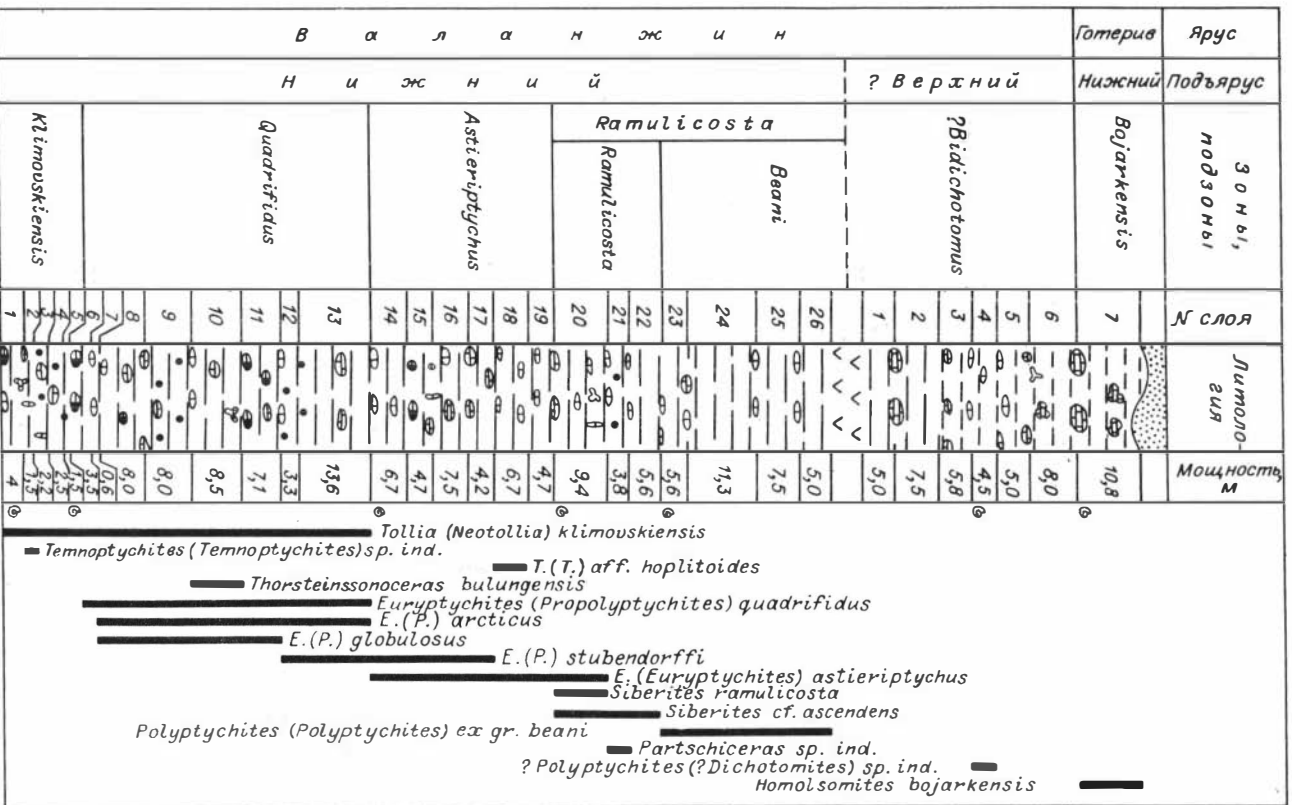 Валанжин Готерив Ярус
Нижний ? Верхний Нижний Подъярус
Klimovskiensis Quadrifidus Astieriptychus Ramulicosta ?Bidichotomus Bojarkensis Зоны, подзоны
Ramulicosta Beani
1 2 3 4 5 6 7 8 9 10 11 12 13 14 15 16 17 18 19 20 21 22 23 24 25 26 1 2 3 4 5 6 7 N слоя
Литоло-
гия
4 8,0 8,0 8,5 7,1 3,3 13,6 6,7 4,7 7,5 4,2 6,7 4,7 9,4 3,8 5,6 5,6 11,3 7,5 5,0 5,0 7,5 5,8 4,5 5,0 8,0 10,8 Мощность, м
Tollia (Neotollia) klimovskiensis
Temnoptychites (Temnoptychites) sp. ind.
T.(T.) aff. hoplitoides
Thorsteinssonoceras bulungensis
Euryptychites (Propolyptychites) quadrifidus
E.(P.) arcticus
E.(P.) globulosus
E.(P.) stubendorffi
E.(Euryptychites) astieriptychus
Siberites ramulicosta
Siberites cf. ascendens
Polyptychites (Polyptychites) ex gr. beani
Partschiceras sp. ind.
? Polyptychites (?Dichotomites) sp. ind.
Homolsomites bojarkensis